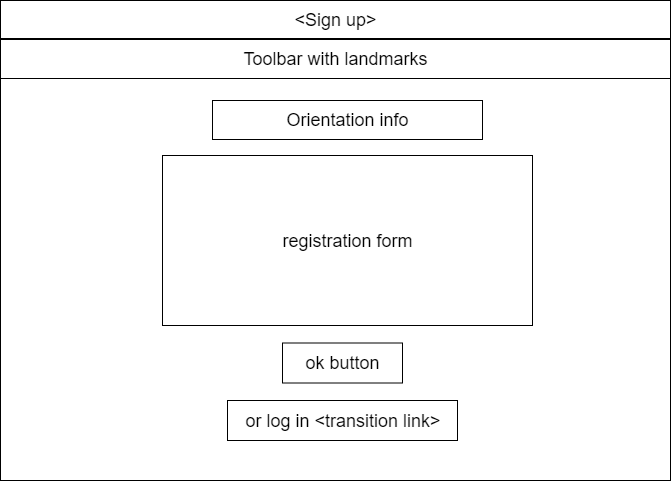 <Sign up>
Toolbar with landmarks
Orientation info
registration form
ok button
or log in <transition link>